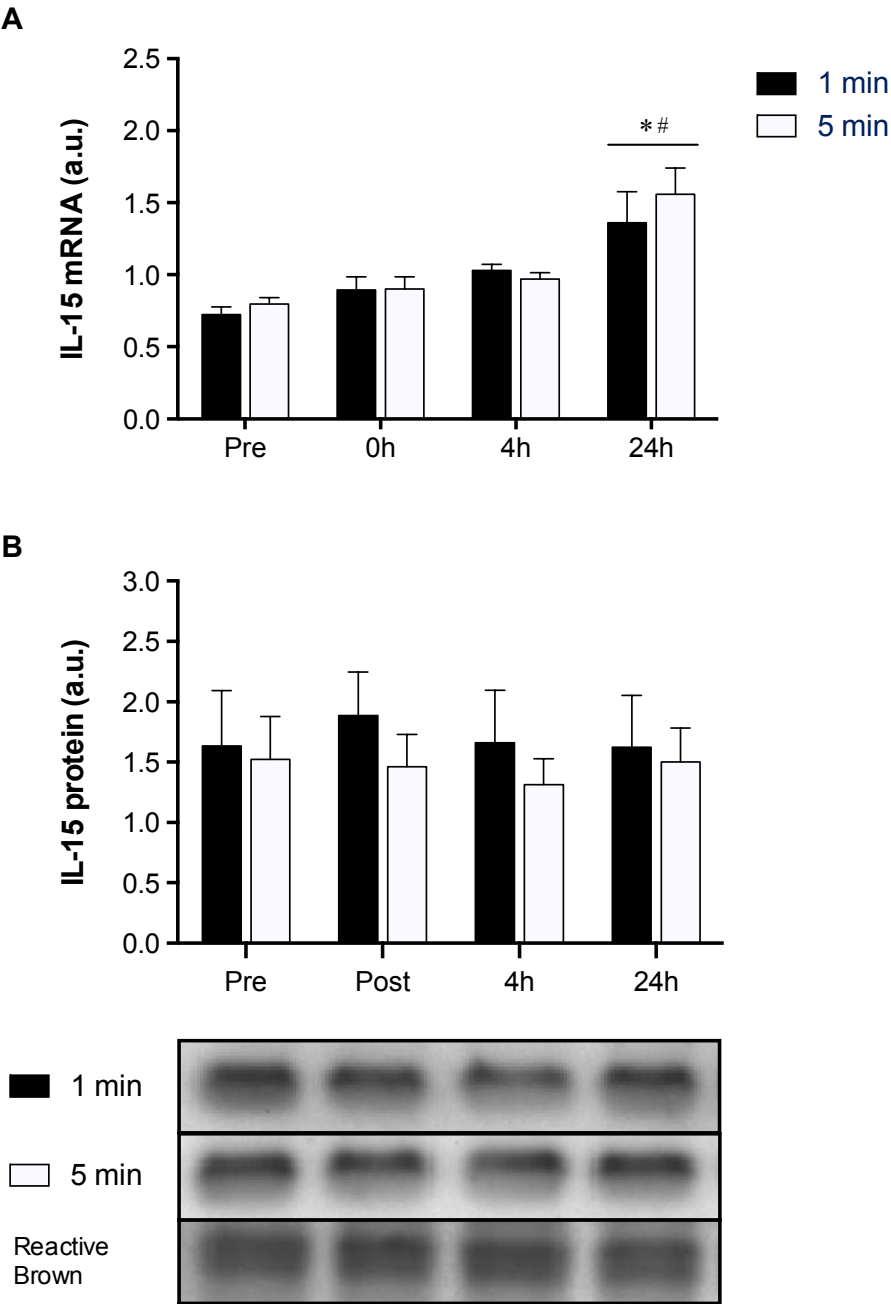 A
2.5
2.0
1.5
1.0
0.5
0.0
IL-15 mRNA (a.u.)
*#
1 min
5 min
Pre 0h 4h 24h
B
3.0
2.5
2.0
1.5
1.0
0.5
0.0
IL-15 protein (a.u.)
Pre Post 4h 24h
1 min
5 min
Reactive
Brown